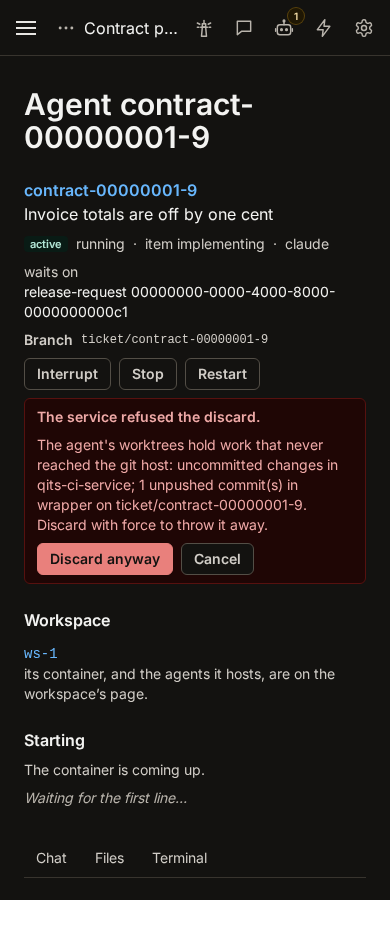 Contract p...
1
Agent contract-
00000001-9
contract-00000001-9
Invoice totals are off by one cent
active running · item implementing · claude
waits on
release-request 00000000-0000-4000-8000-
0000000000c1
Branch ticket/contract-00000001-9
Interrupt Stop Restart
The service refused the discard.
The agent's worktrees hold work that never
reached the git host: uncommitted changes in
qits-ci-service; 1 unpushed commit(s) in
wrapper on ticket/contract-00000001-9.
Discard with force to throw it away.
Discard anyway Cancel
Workspace
ws-1
its container, and the agents it hosts, are on the
workspace’s page.
Starting
The container is coming up.
Waiting for the first line…
Chat Files Terminal